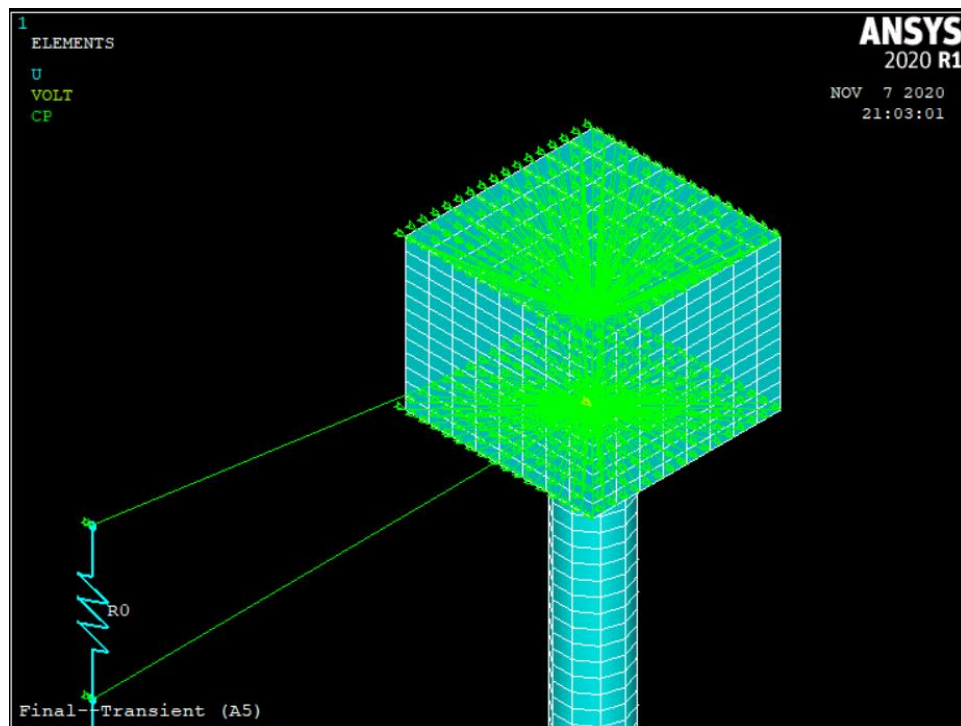 1
ELEMENTS
U
VOLT
CP
ANSYS
2020 R1
NOV 7 2020
21:03:01
R0
Final--Transient (A5)